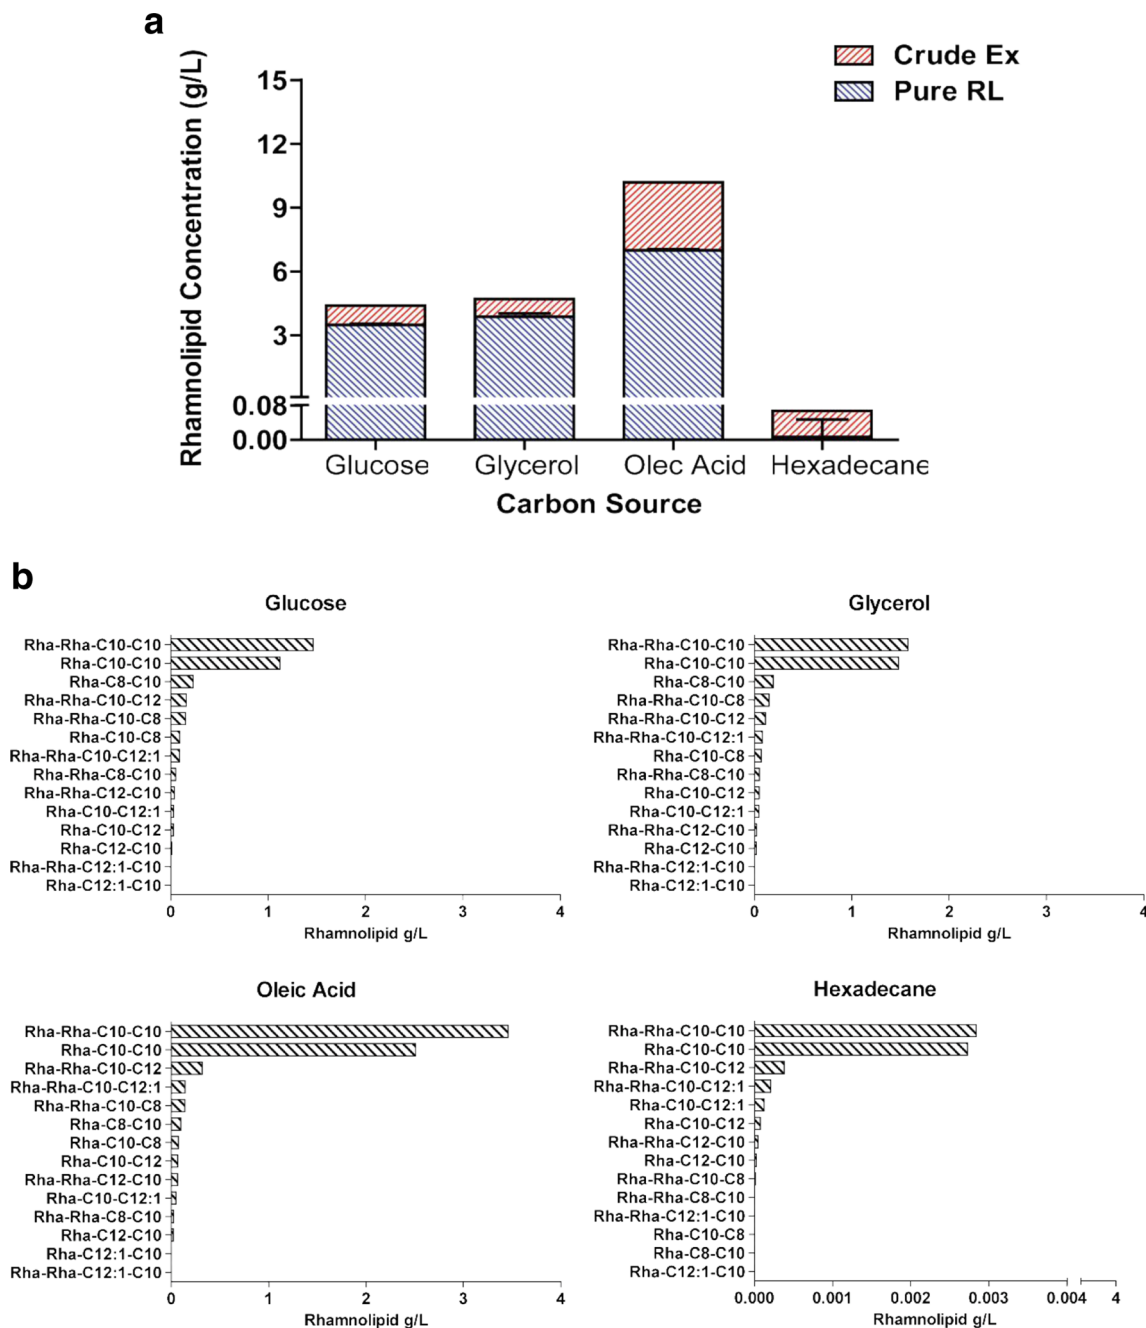 a
Crude Ex
Pure RL
Rhamnolipid Concentration (g/L)
15
12
9
6
3
0.08
0.00
Glucose
Glycerol
Olec Acid
Hexadecane
Carbon Source
b
Glucose
Rha-Rha-C10-C10
Rha-C10-C10
Rha-C8-C10
Rha-Rha-C10-C12
Rha-Rha-C10-C8
Rha-C10-C8
Rha-Rha-C10-C12:1
Rha-Rha-C8-C10
Rha-Rha-C12-C10
Rha-C10-C12:1
Rha-C10-C12
Rha-C12-C10
Rha-Rha-C12:1-C10
Rha-C12:1-C10
0 1 2 3 4
Rhamnolipid g/L
Glycerol
Rha-Rha-C10-C10
Rha-C10-C10
Rha-C8-C10
Rha-Rha-C10-C8
Rha-Rha-C10-C12
Rha-Rha-C10-C12:1
Rha-C10-C8
Rha-Rha-C8-C10
Rha-C10-C12
Rha-C10-C12:1
Rha-Rha-C12-C10
Rha-C12-C10
Rha-Rha-C12:1-C10
Rha-C12:1-C10
0 1 2 3 4
Rhamnolipid g/L
Oleic Acid
Rha-Rha-C10-C10
Rha-C10-C10
Rha-Rha-C10-C12
Rha-Rha-C10-C12:1
Rha-Rha-C10-C8
Rha-C8-C10
Rha-C10-C8
Rha-C10-C12
Rha-Rha-C12-C10
Rha-C10-C12:1
Rha-Rha-C8-C10
Rha-C12-C10
Rha-C12:1-C10
Rha-Rha-C12:1-C10
0 1 2 3 4
Rhamnolipid g/L
Hexadecane
Rha-Rha-C10-C10
Rha-C10-C10
Rha-Rha-C10-C12
Rha-Rha-C10-C12:1
Rha-C10-C12:1
Rha-C10-C12
Rha-Rha-C12-C10
Rha-C12-C10
Rha-Rha-C10-C8
Rha-Rha-C8-C10
Rha-Rha-C12:1-C10
Rha-C10-C8
Rha-C8-C10
Rha-C12:1-C10
0.000 0.001 0.002 0.003 0.004 4
Rhamnolipid g/L